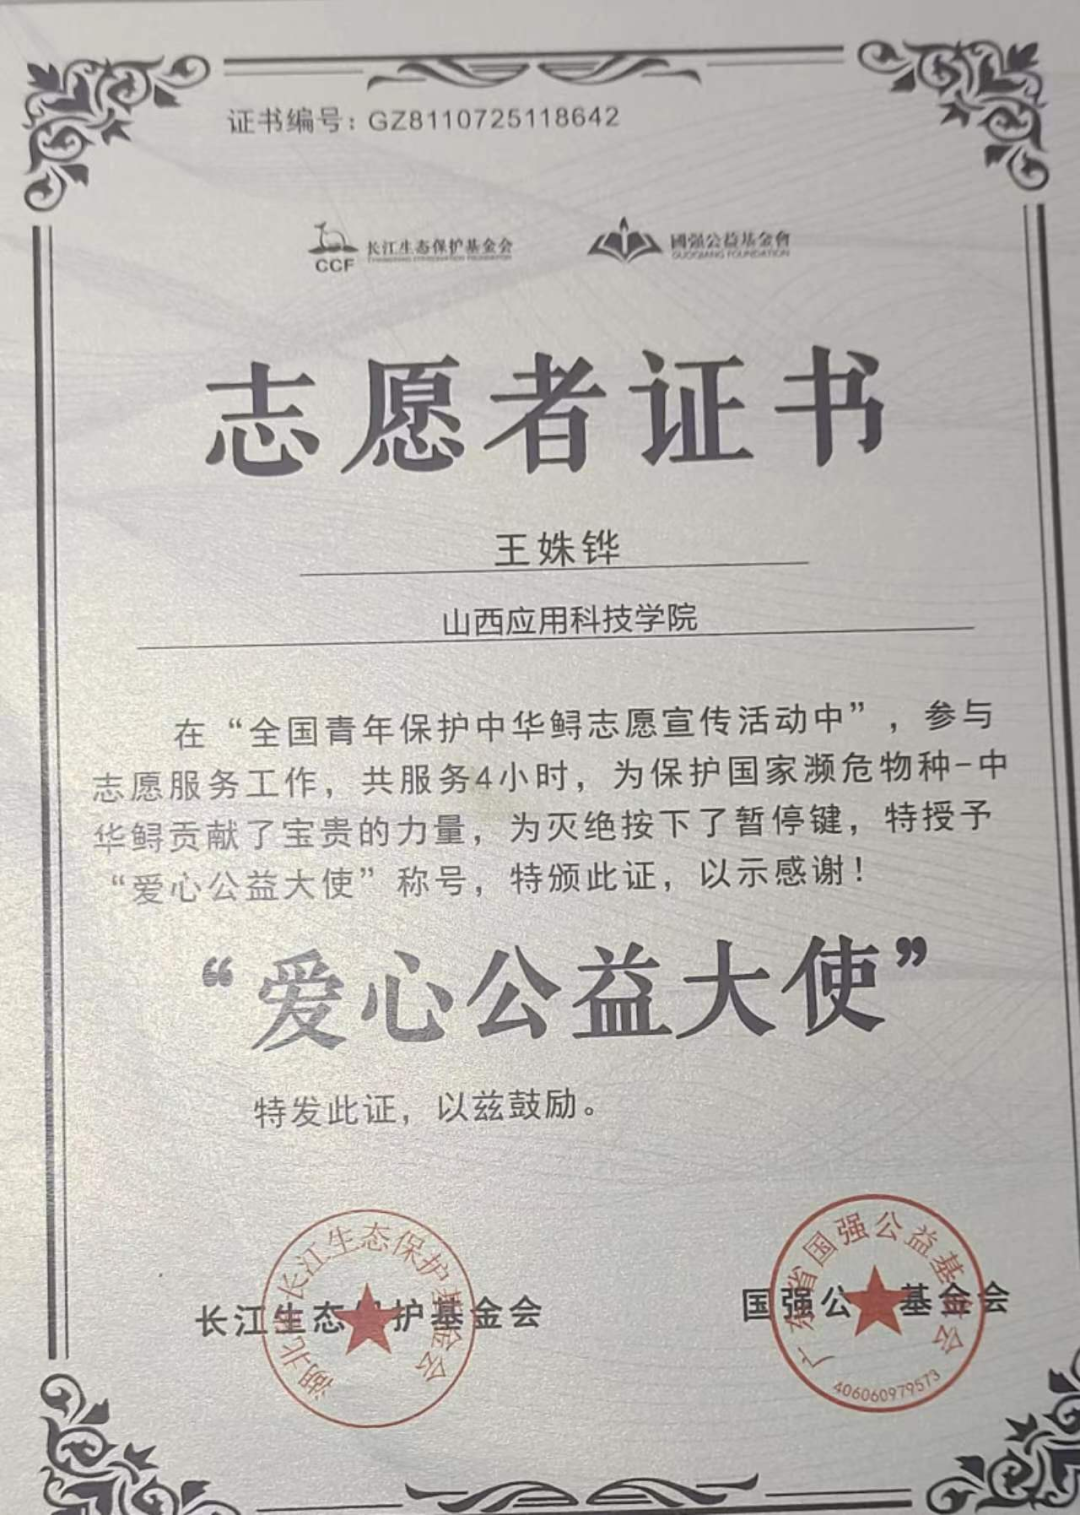 证书编号：GZ8110725118642
CCF 长江生态保护基金会
國强公益基金會
GUOQIANG FOUNDATION
志愿者证书
王姝铧
山西应用科技学院
在“全国青年保护中华鲟志愿宣传活动中”，参与
志愿服务工作，共服务4小时，为保护国家濒危物种-中
华鲟贡献了宝贵的力量，为灭绝按下了暂停键，特授予
“爱心公益大使”称号，特颁此证，以示感谢！
“爱心公益大使”
特发此证，以兹鼓励。
长江生态保护基金会
湖北省长江生态保护基金会
国强公益基金会
广东省国强公益基金会
406060979573